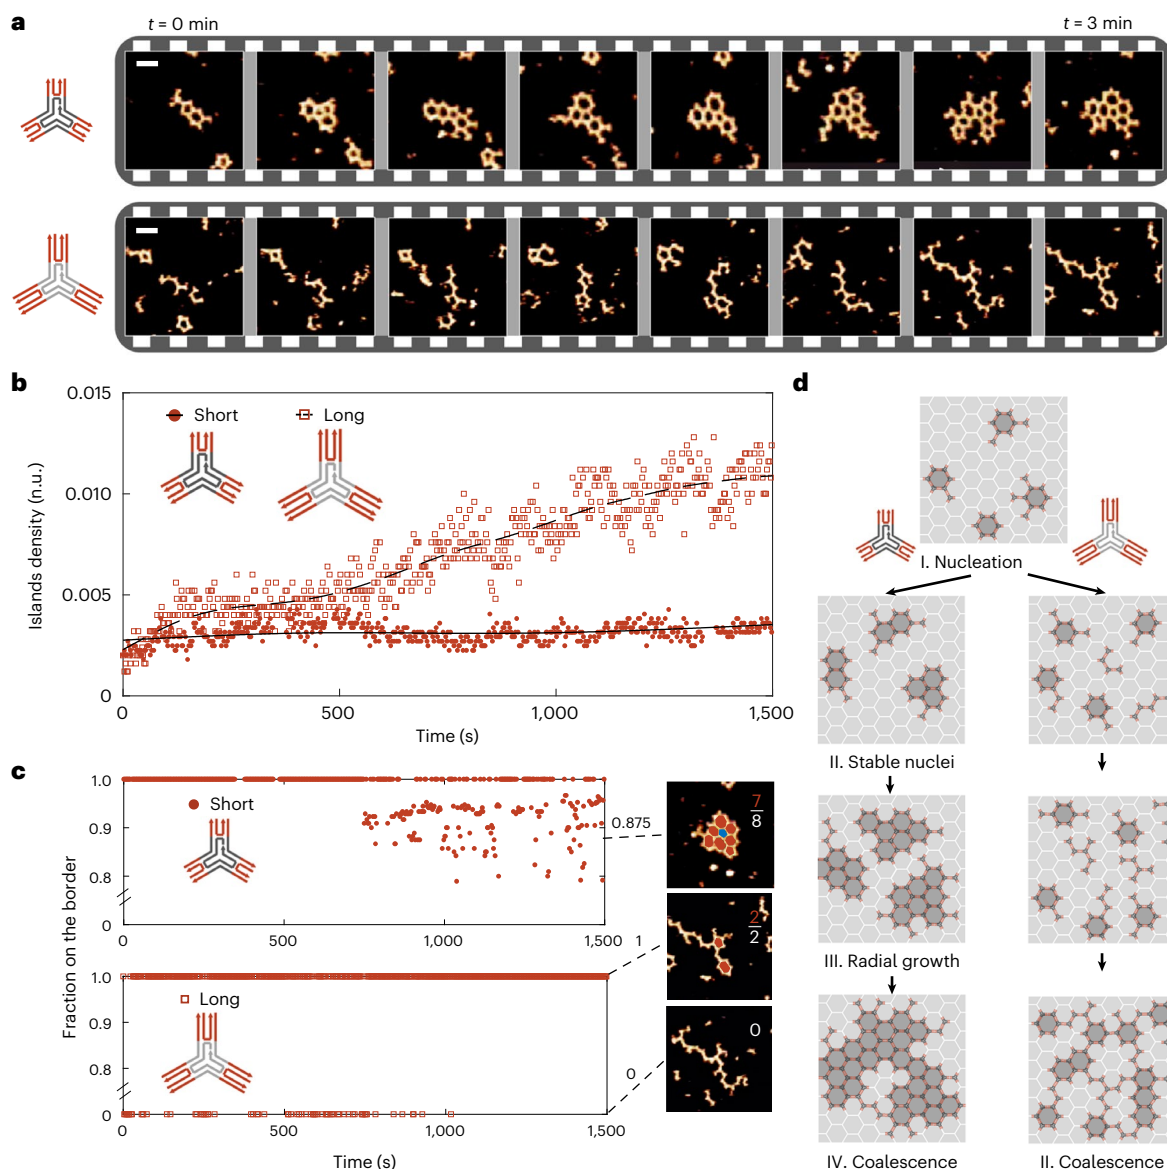 a
t = 0 min
t = 3 min
b
Islands density (n.u.)
0.015
0.010
0.005
0
Short
Long
0
500
1,000
1,500
Time (s)
c
Fraction on the border
1.0
0.9
0.8
0
Short
0
500
1,000
1,500
0.875
7
8
1.0
0.9
0.8
0
Long
0
500
1,000
1,500
Time (s)
1
2
2
0
0
d
I. Nucleation
II. Stable nuclei
III. Radial growth
IV. Coalescence
II. Coalescence